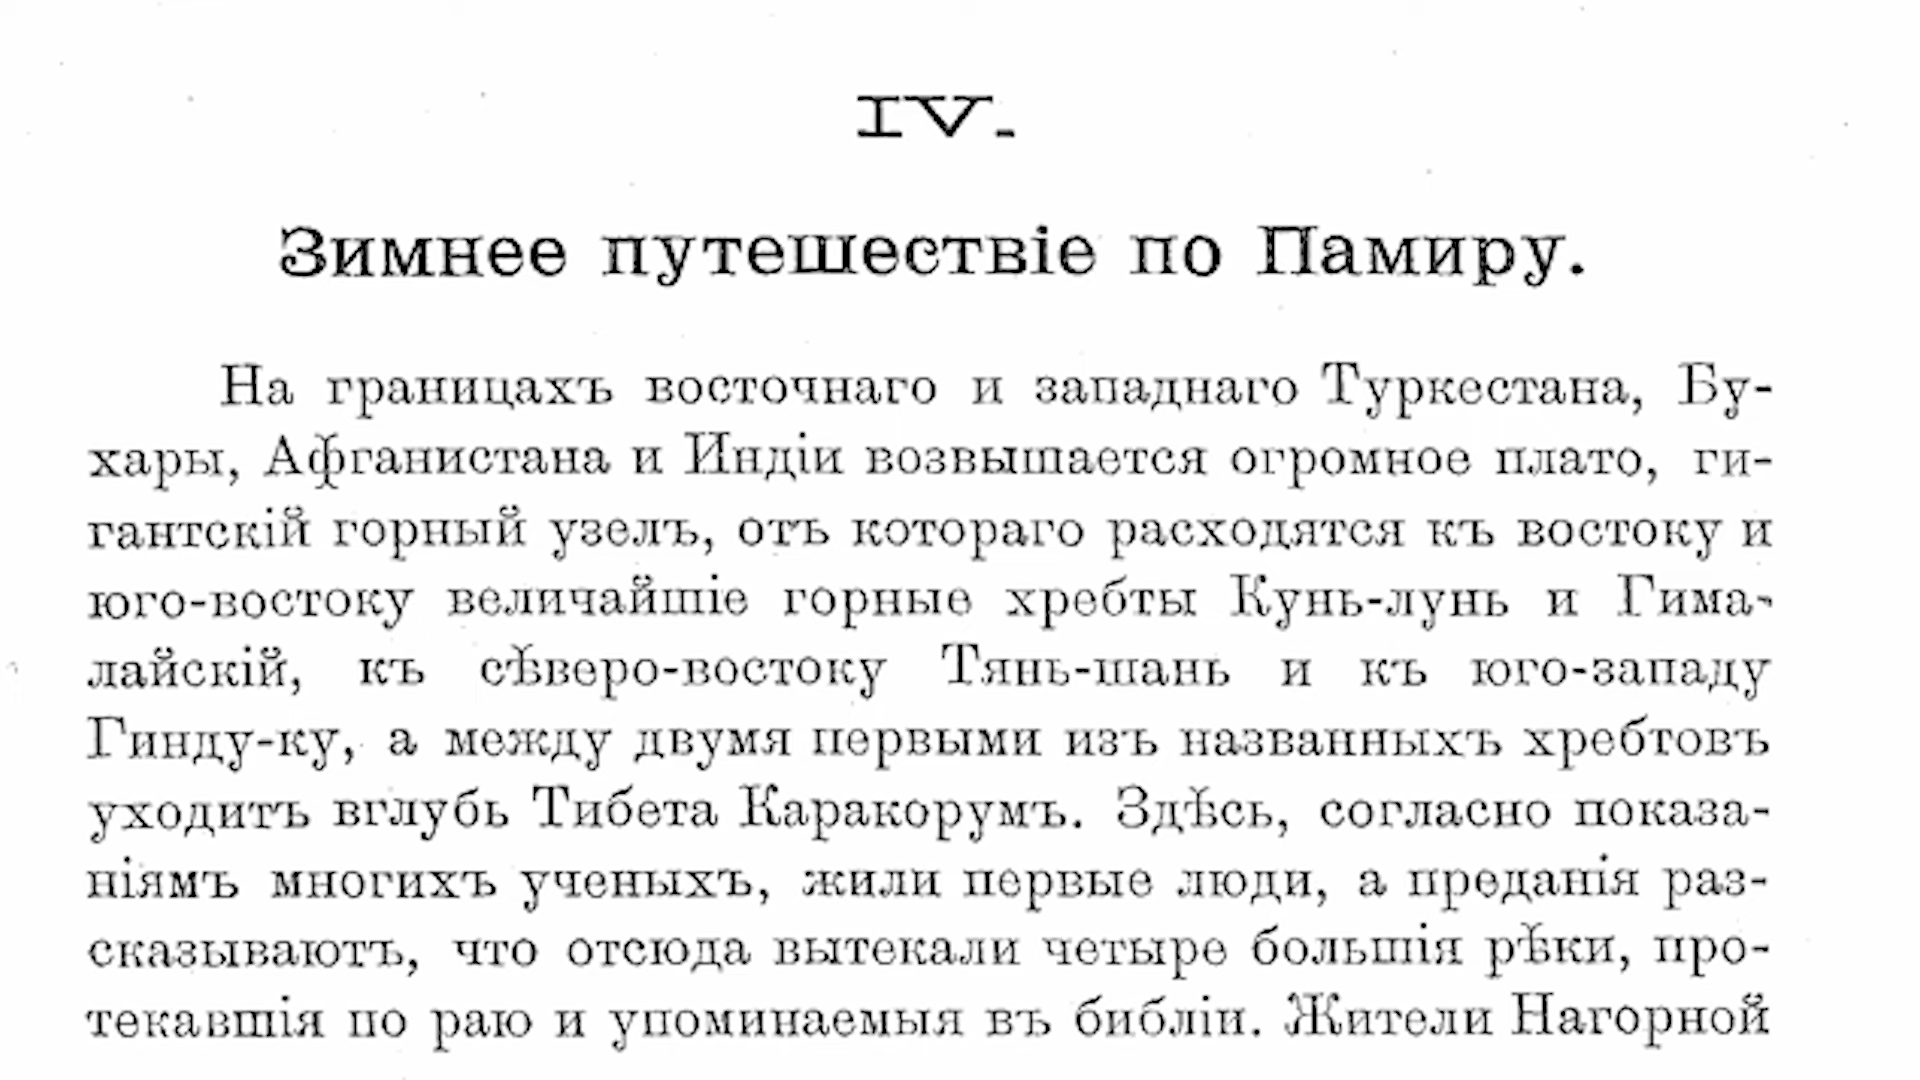 IV.
Зимнее путешествіе по Памиру.
На границахъ восточнаго и западнаго Туркестана, Бу-
хары, Афганистана и Индіи возвышается огромное плато, ги-
гантскій горный узелъ, отъ котораго расходятся къ востоку и
юго-востоку величайшіе горные хребты Кунь-лунь и Гима-
лайскій, къ сѣверо-востоку Тянь-шань и къ юго-западу
Гинду-ку, а между двумя первыми изъ названныхъ хребтовъ
уходитъ вглубь Тибета Каракорумъ. Здѣсь, согласно показа-
ніямъ многихъ ученыхъ, жили первые люди, а преданія раз-
сказываютъ, что отсюда вытекали четыре большія рѣки, про-
текавшія по раю и упоминаемыя въ библіи. Жители Нагорной